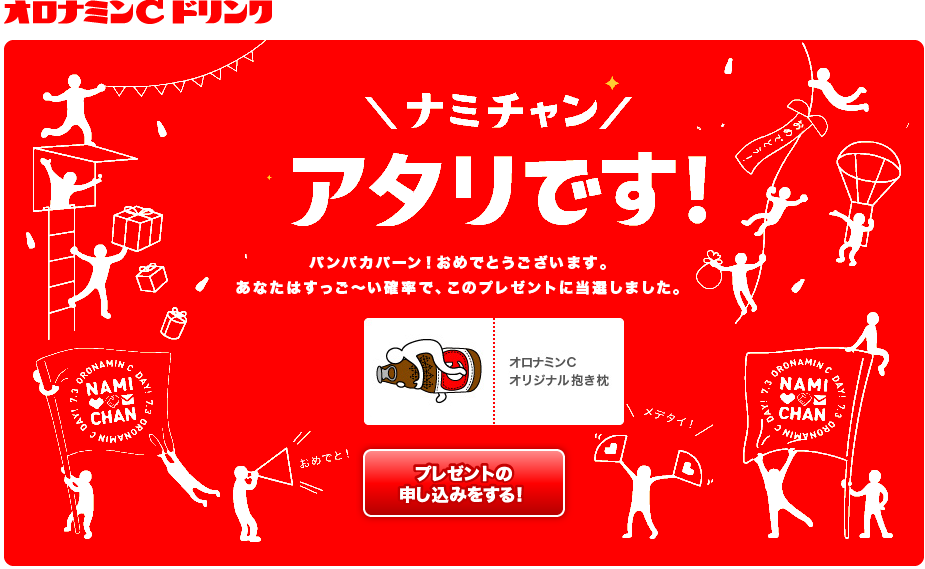 オロナミンC ドリンク
＼ナミチャン／
アタリです!
パンパカパーン！おめでとうございます。
あなたはすっご〜い確率で、このプレゼントに当選しました。
オロナミンC
オリジナル抱き枕
プレゼントの
申し込みをする!
おめでとう!
おめでと!
メデタイ!
7.3 ORONAMIN C DAY! 7.3 ORONAMIN C DAY!
NAMI
CHAN
7.3 ORONAMIN C DAY! 7.3 ORONAMIN C DAY!
NAMI
CHAN